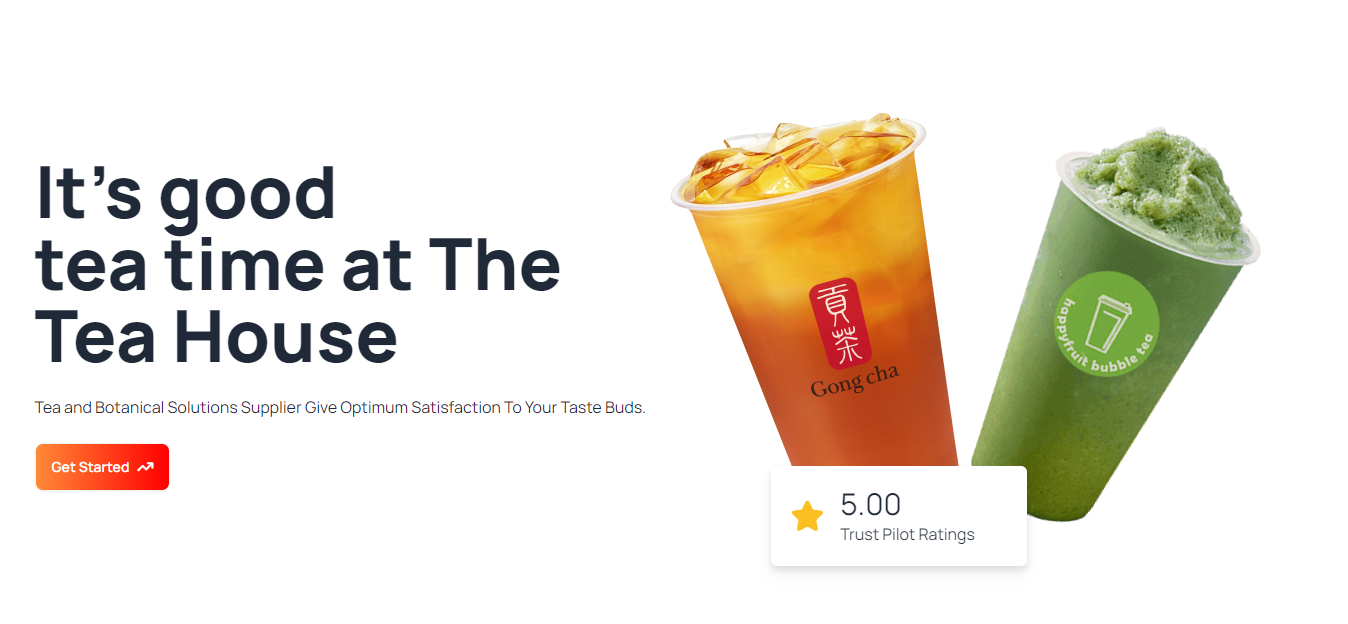 It’s good
tea time at The
Tea House
Tea and Botanical Solutions Supplier Give Optimum Satisfaction To Your Taste Buds.
Get Started
貢茶
Gong cha
happyfruit bubble tea
5.00
Trust Pilot Ratings